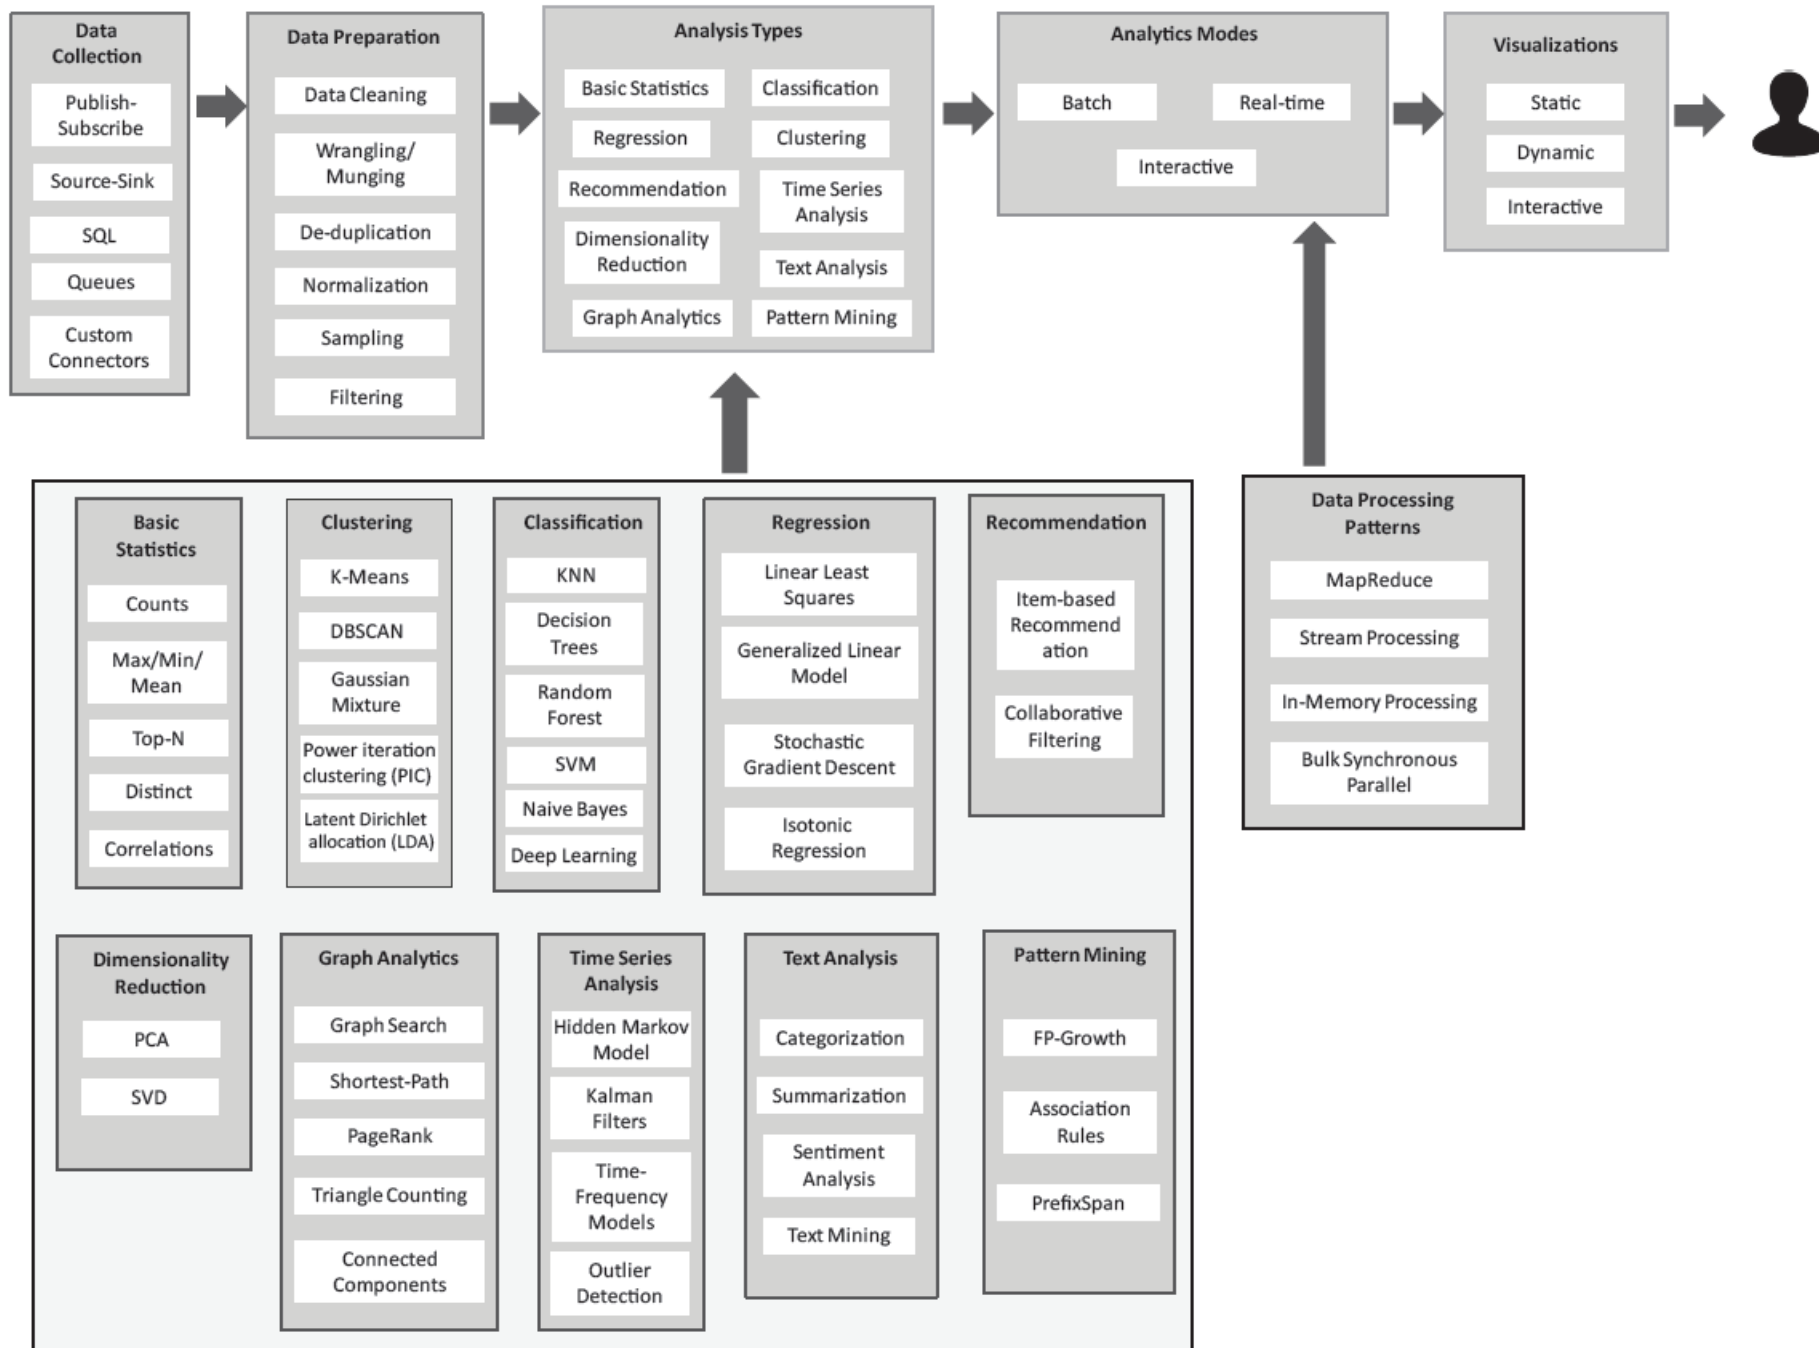 Data
Collection
Publish-
Subscribe
Source-Sink
SQL
Queues
Custom
Connectors
Data Preparation
Data Cleaning
Wrangling/
Munging
De-duplication
Normalization
Sampling
Filtering
Analysis Types
Basic Statistics
Classification
Regression
Clustering
Recommendation
Time Series
Analysis
Dimensionality
Reduction
Text Analysis
Graph Analytics
Pattern Mining
Analytics Modes
Batch
Real-time
Interactive
Visualizations
Static
Dynamic
Interactive
Basic
Statistics
Counts
Max/Min/
Mean
Top-N
Distinct
Correlations
Clustering
K-Means
DBSCAN
Gaussian
Mixture
Power iteration
clustering (PIC)
Latent Dirichlet
allocation (LDA)
Classification
KNN
Decision
Trees
Random
Forest
SVM
Naive Bayes
Deep Learning
Regression
Linear Least
Squares
Generalized Linear
Model
Stochastic
Gradient Descent
Isotonic
Regression
Recommendation
Item-based
Recommend
ation
Collaborative
Filtering
Data Processing
Patterns
MapReduce
Stream Processing
In-Memory Processing
Bulk Synchronous
Parallel
Dimensionality
Reduction
PCA
SVD
Graph Analytics
Graph Search
Shortest-Path
PageRank
Triangle Counting
Connected
Components
Time Series
Analysis
Hidden Markov
Model
Kalman
Filters
Time-
Frequency
Models
Outlier
Detection
Text Analysis
Categorization
Summarization
Sentiment
Analysis
Text Mining
Pattern Mining
FP-Growth
Association
Rules
PrefixSpan